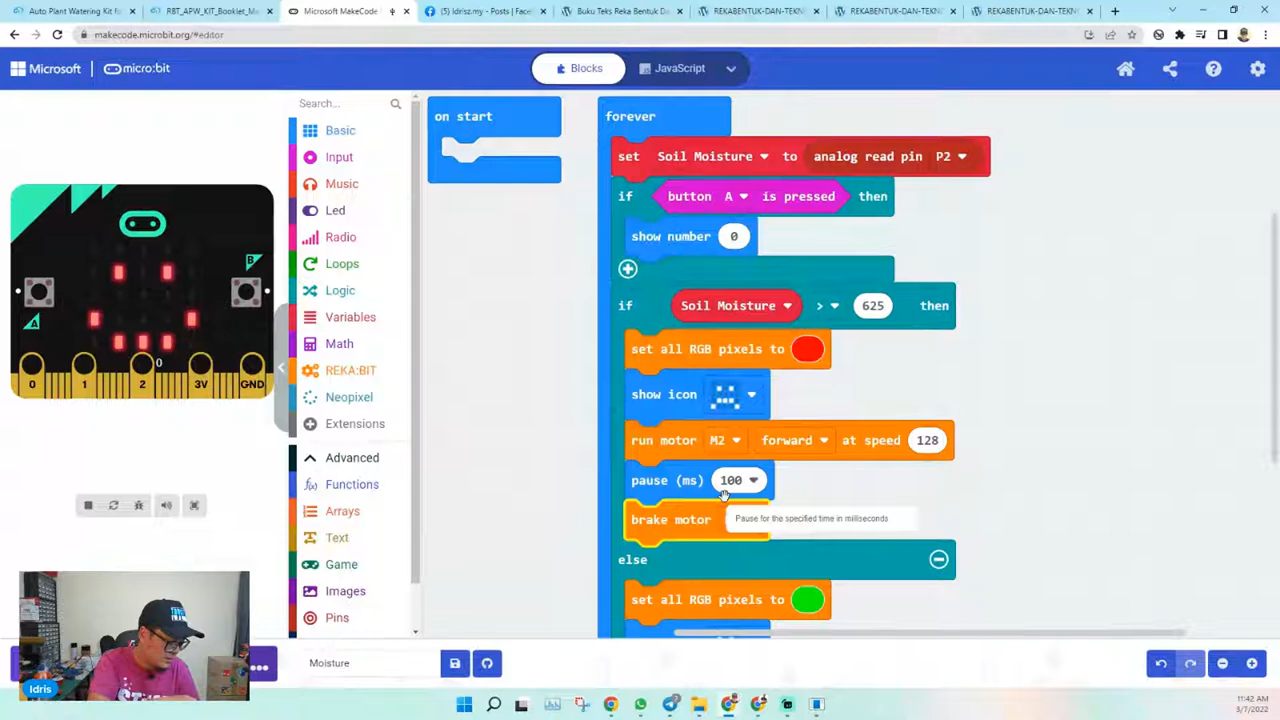 Auto Plant Watering Kit for
RBT_APW_KIT_Booklet_M
Microsoft MakeCode f
Idrisz.my - Posts | Facel
Buku Teks Reka Bentuk D
REKABENTUK-DAN-TEKN
REKABENTUK-DAN-TEKN
REKABENTUK-DAN-TEKN
makecode.microbit.org/#editor
Microsoft
micro:bit
Blocks
JavaScript
Search...
Basic
Input
Music
Led
Radio
Loops
Logic
Variables
Math
REKA:BIT
Neopixel
Extensions
Advanced
Functions
Arrays
Text
Game
Images
Pins
A
B
0
0 1 2 3V GND
on start
forever
set Soil Moisture to analog read pin P2
if button A is pressed then
show number 0
if Soil Moisture > 625 then
set all RGB pixels to
show icon
run motor M2 forward at speed 128
pause (ms) 100
brake motor
Pause for the specified time in milliseconds
else
set all RGB pixels to
Idris
Moisture
11:42 AM
3/7/2022